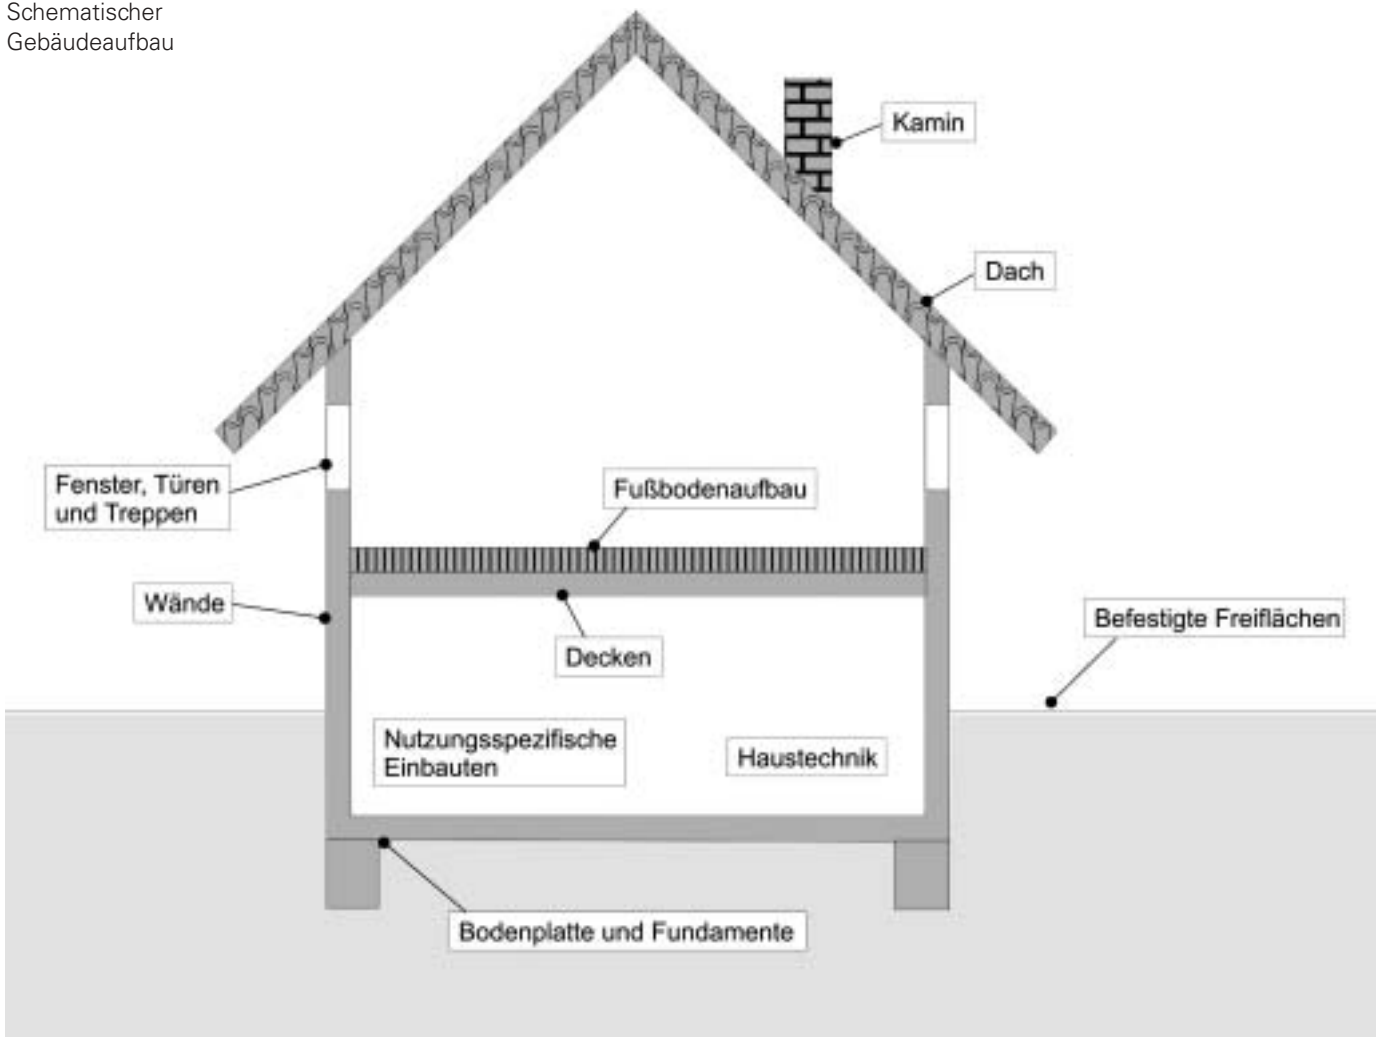 Schematischer
Gebäudeaufbau
Kamin
Dach
Fenster, Türen
und Treppen
Fußbodenaufbau
Wände
Decken
Befestigte Freiflächen
Nutzungsspezifische
Einbauten
Haustechnik
Bodenplatte und Fundamente